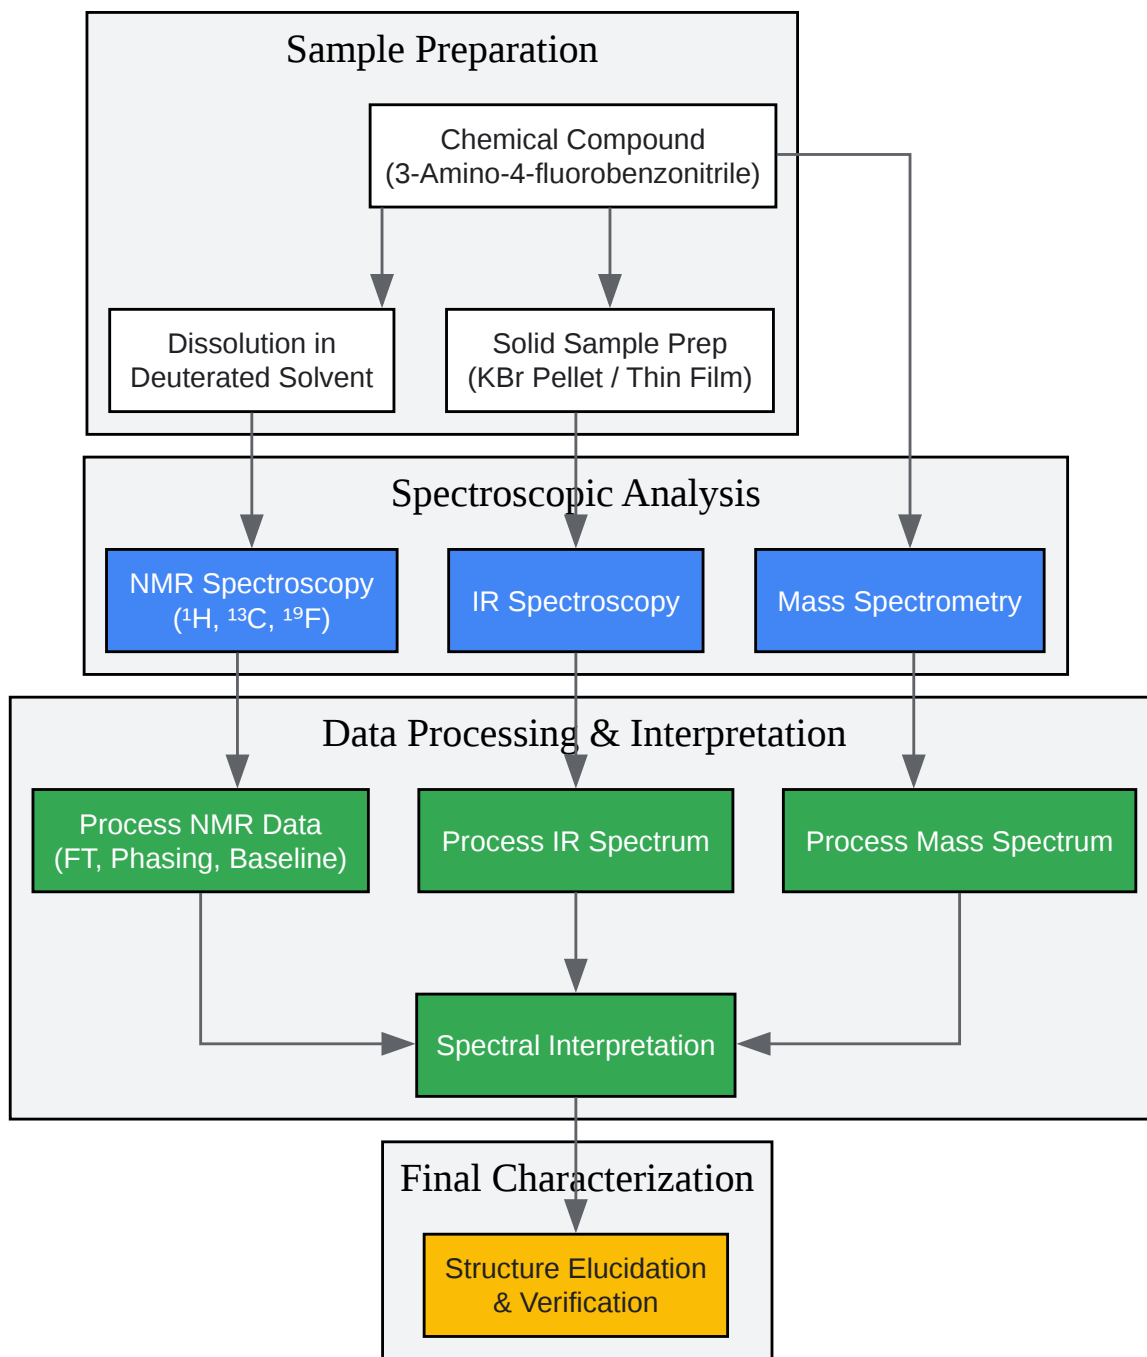 Sample Preparation
Chemical Compound
(3-Amino-4-fluorobenzonitrile)
Dissolution in
Deuterated Solvent
Solid Sample Prep
(KBr Pellet / Thin Film)
Spectroscopic Analysis
NMR Spectroscopy
(¹H, ¹³C, ¹⁹F)
IR Spectroscopy
Mass Spectrometry
Data Processing & Interpretation
Process NMR Data
(FT, Phasing, Baseline)
Process IR Spectrum
Process Mass Spectrum
Spectral Interpretation
Final Characterization
Structure Elucidation
& Verification